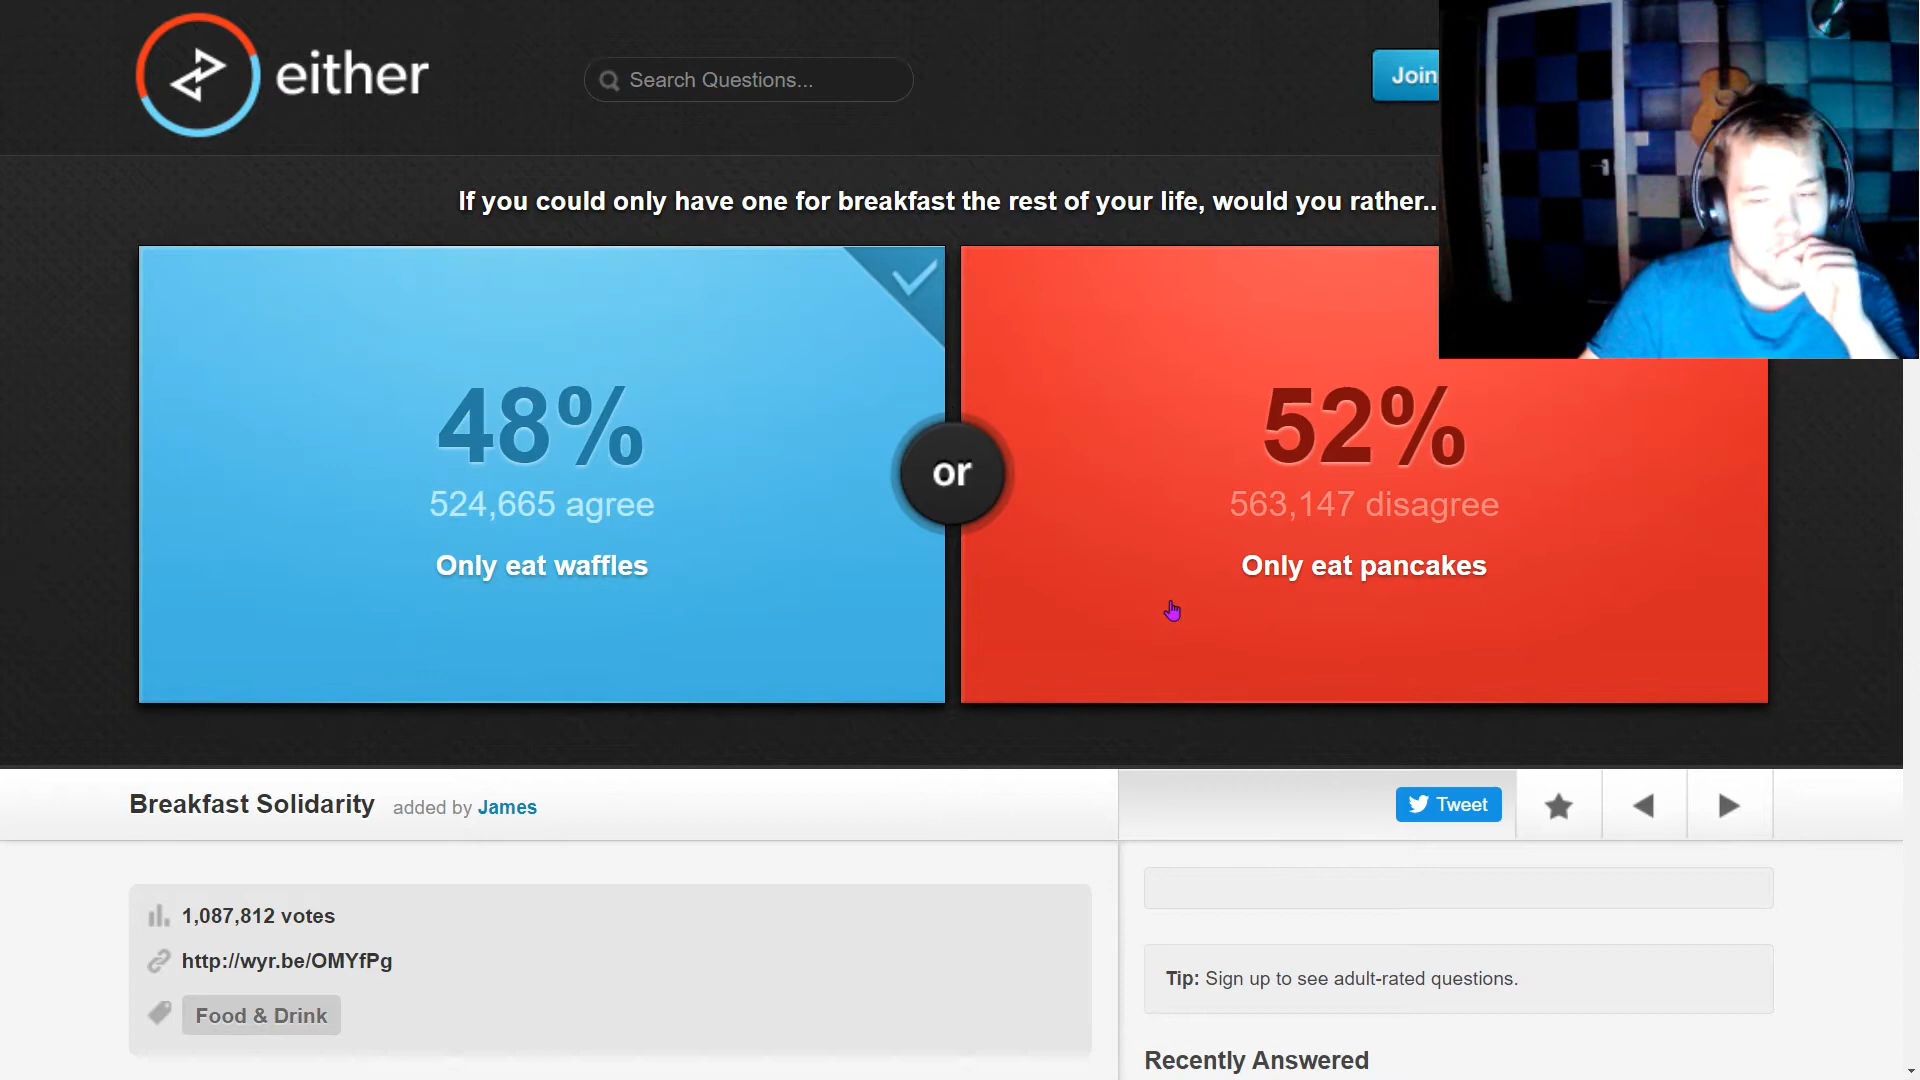 either
Search Questions...
Join
If you could only have one for breakfast the rest of your life, would you rather..
48%
524,665 agree
Only eat waffles
or
52%
563,147 disagree
Only eat pancakes
Breakfast Solidarity added by James
Tweet
1,087,812 votes
http://wyr.be/OMYfPg
Food & Drink
Tip: Sign up to see adult-rated questions.
Recently Answered